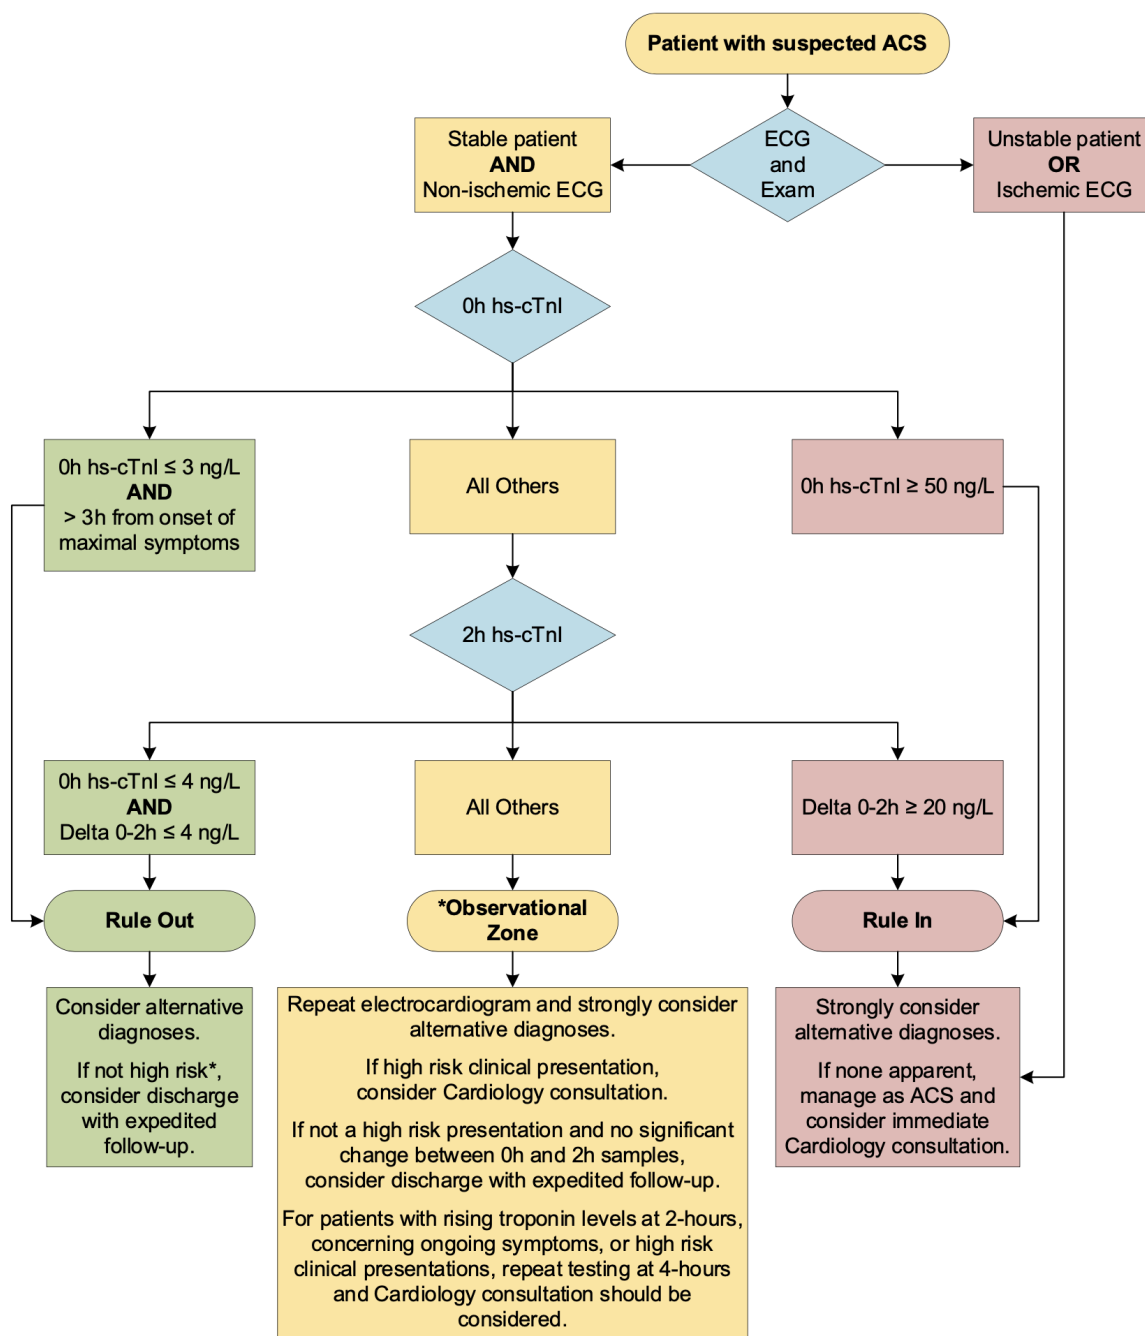 Patient with suspected ACS
ECG
and
Exam
Stable patient
AND
Non-ischemic ECG
Unstable patient
OR
Ischemic ECG
0h hs-cTnI
0h hs-cTnI ≤ 3 ng/L
AND
> 3h from onset of
maximal symptoms
All Others
0h hs-cTnI ≥ 50 ng/L
2h hs-cTnI
0h hs-cTnI ≤ 4 ng/L
AND
Delta 0-2h ≤ 4 ng/L
All Others
Delta 0-2h ≥ 20 ng/L
Rule Out
*Observational
Zone
Rule In
Consider alternative
diagnoses.
If not high risk*,
consider discharge
with expedited
follow-up.
Repeat electrocardiogram and strongly consider
alternative diagnoses.
If high risk clinical presentation,
consider Cardiology consultation.
If not a high risk presentation and no significant
change between 0h and 2h samples,
consider discharge with expedited follow-up.
For patients with rising troponin levels at 2-hours,
concerning ongoing symptoms, or high risk
clinical presentations, repeat testing at 4-hours
and Cardiology consultation should be
considered.
Strongly consider
alternative diagnoses.
If none apparent,
manage as ACS and
consider immediate
Cardiology consultation.